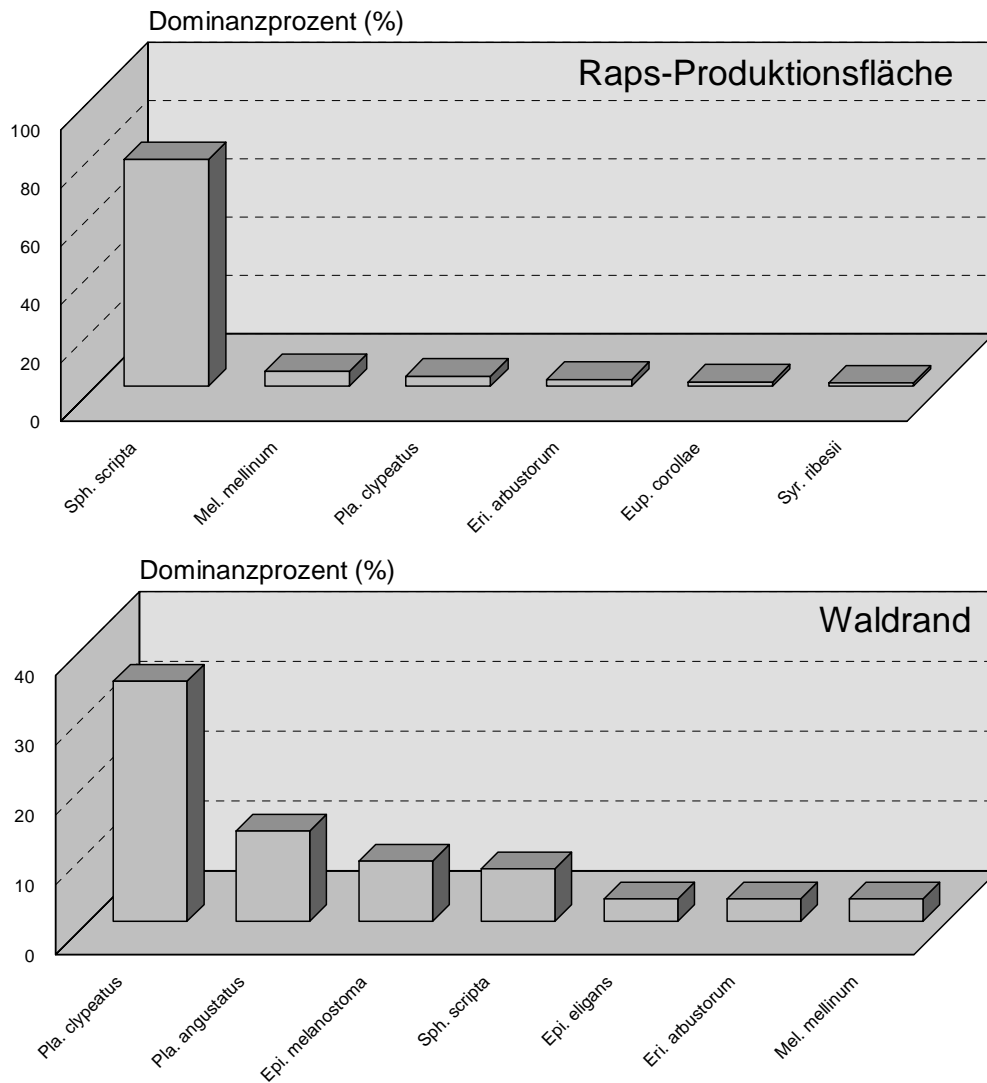 Dominanzprozent (%)
Raps-Produktionsfläche
100
80
60
40
20
0
Sph. scripta
Mel. mellinum
Pla. clypeatus
Eri. arbustorum
Eup. corollae
Syr. ribesii
Dominanzprozent (%)
Waldrand
40
30
20
10
0
Pla. clypeatus
Pla. angustatus
Epi. melanostoma
Sph. scripta
Epi. eligans
Eri. arbustorum
Mel. mellinum